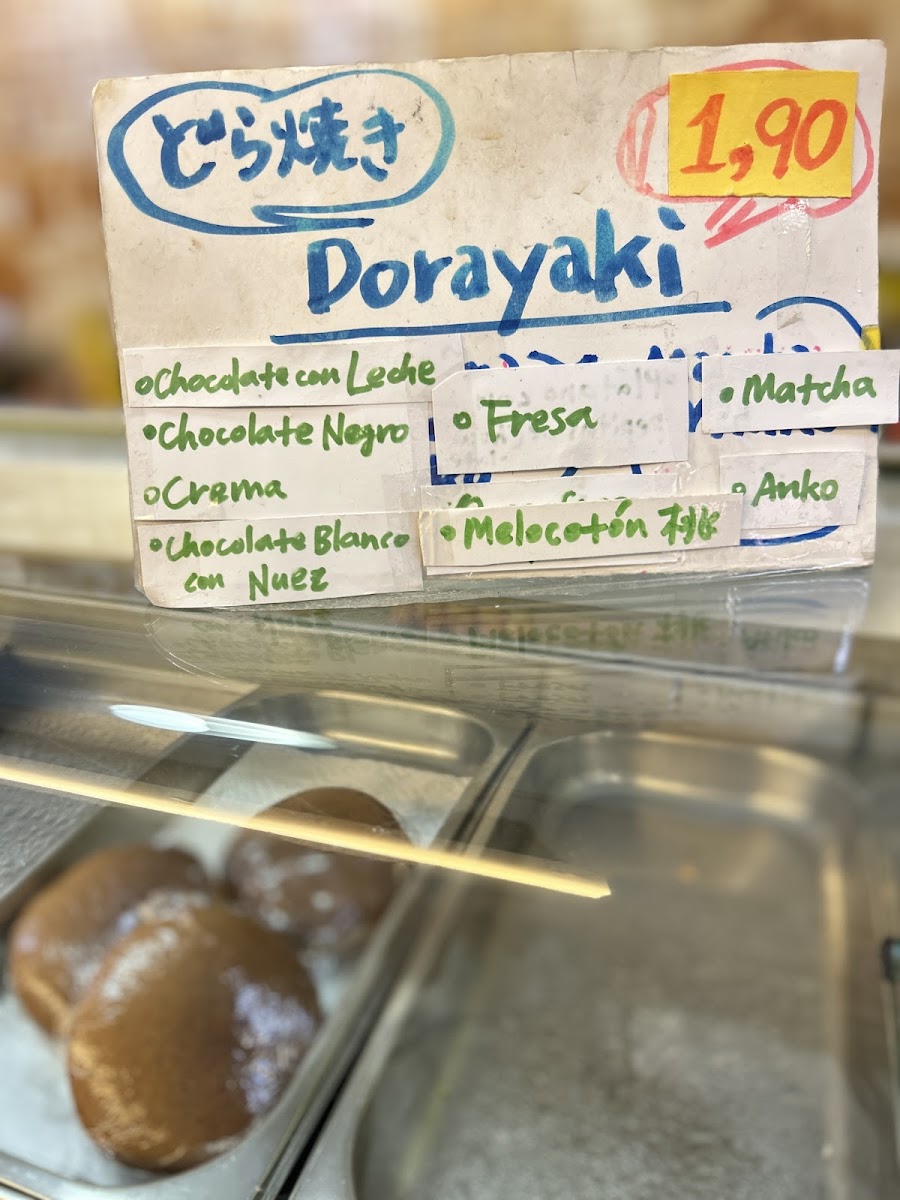 どら焼き
1,90
Dorayaki
Chocolate con Leche
Chocolate Negro
Crema
Chocolate Blanco
con Nuez
Fresa
Melocotón 桃
Matcha
Anko